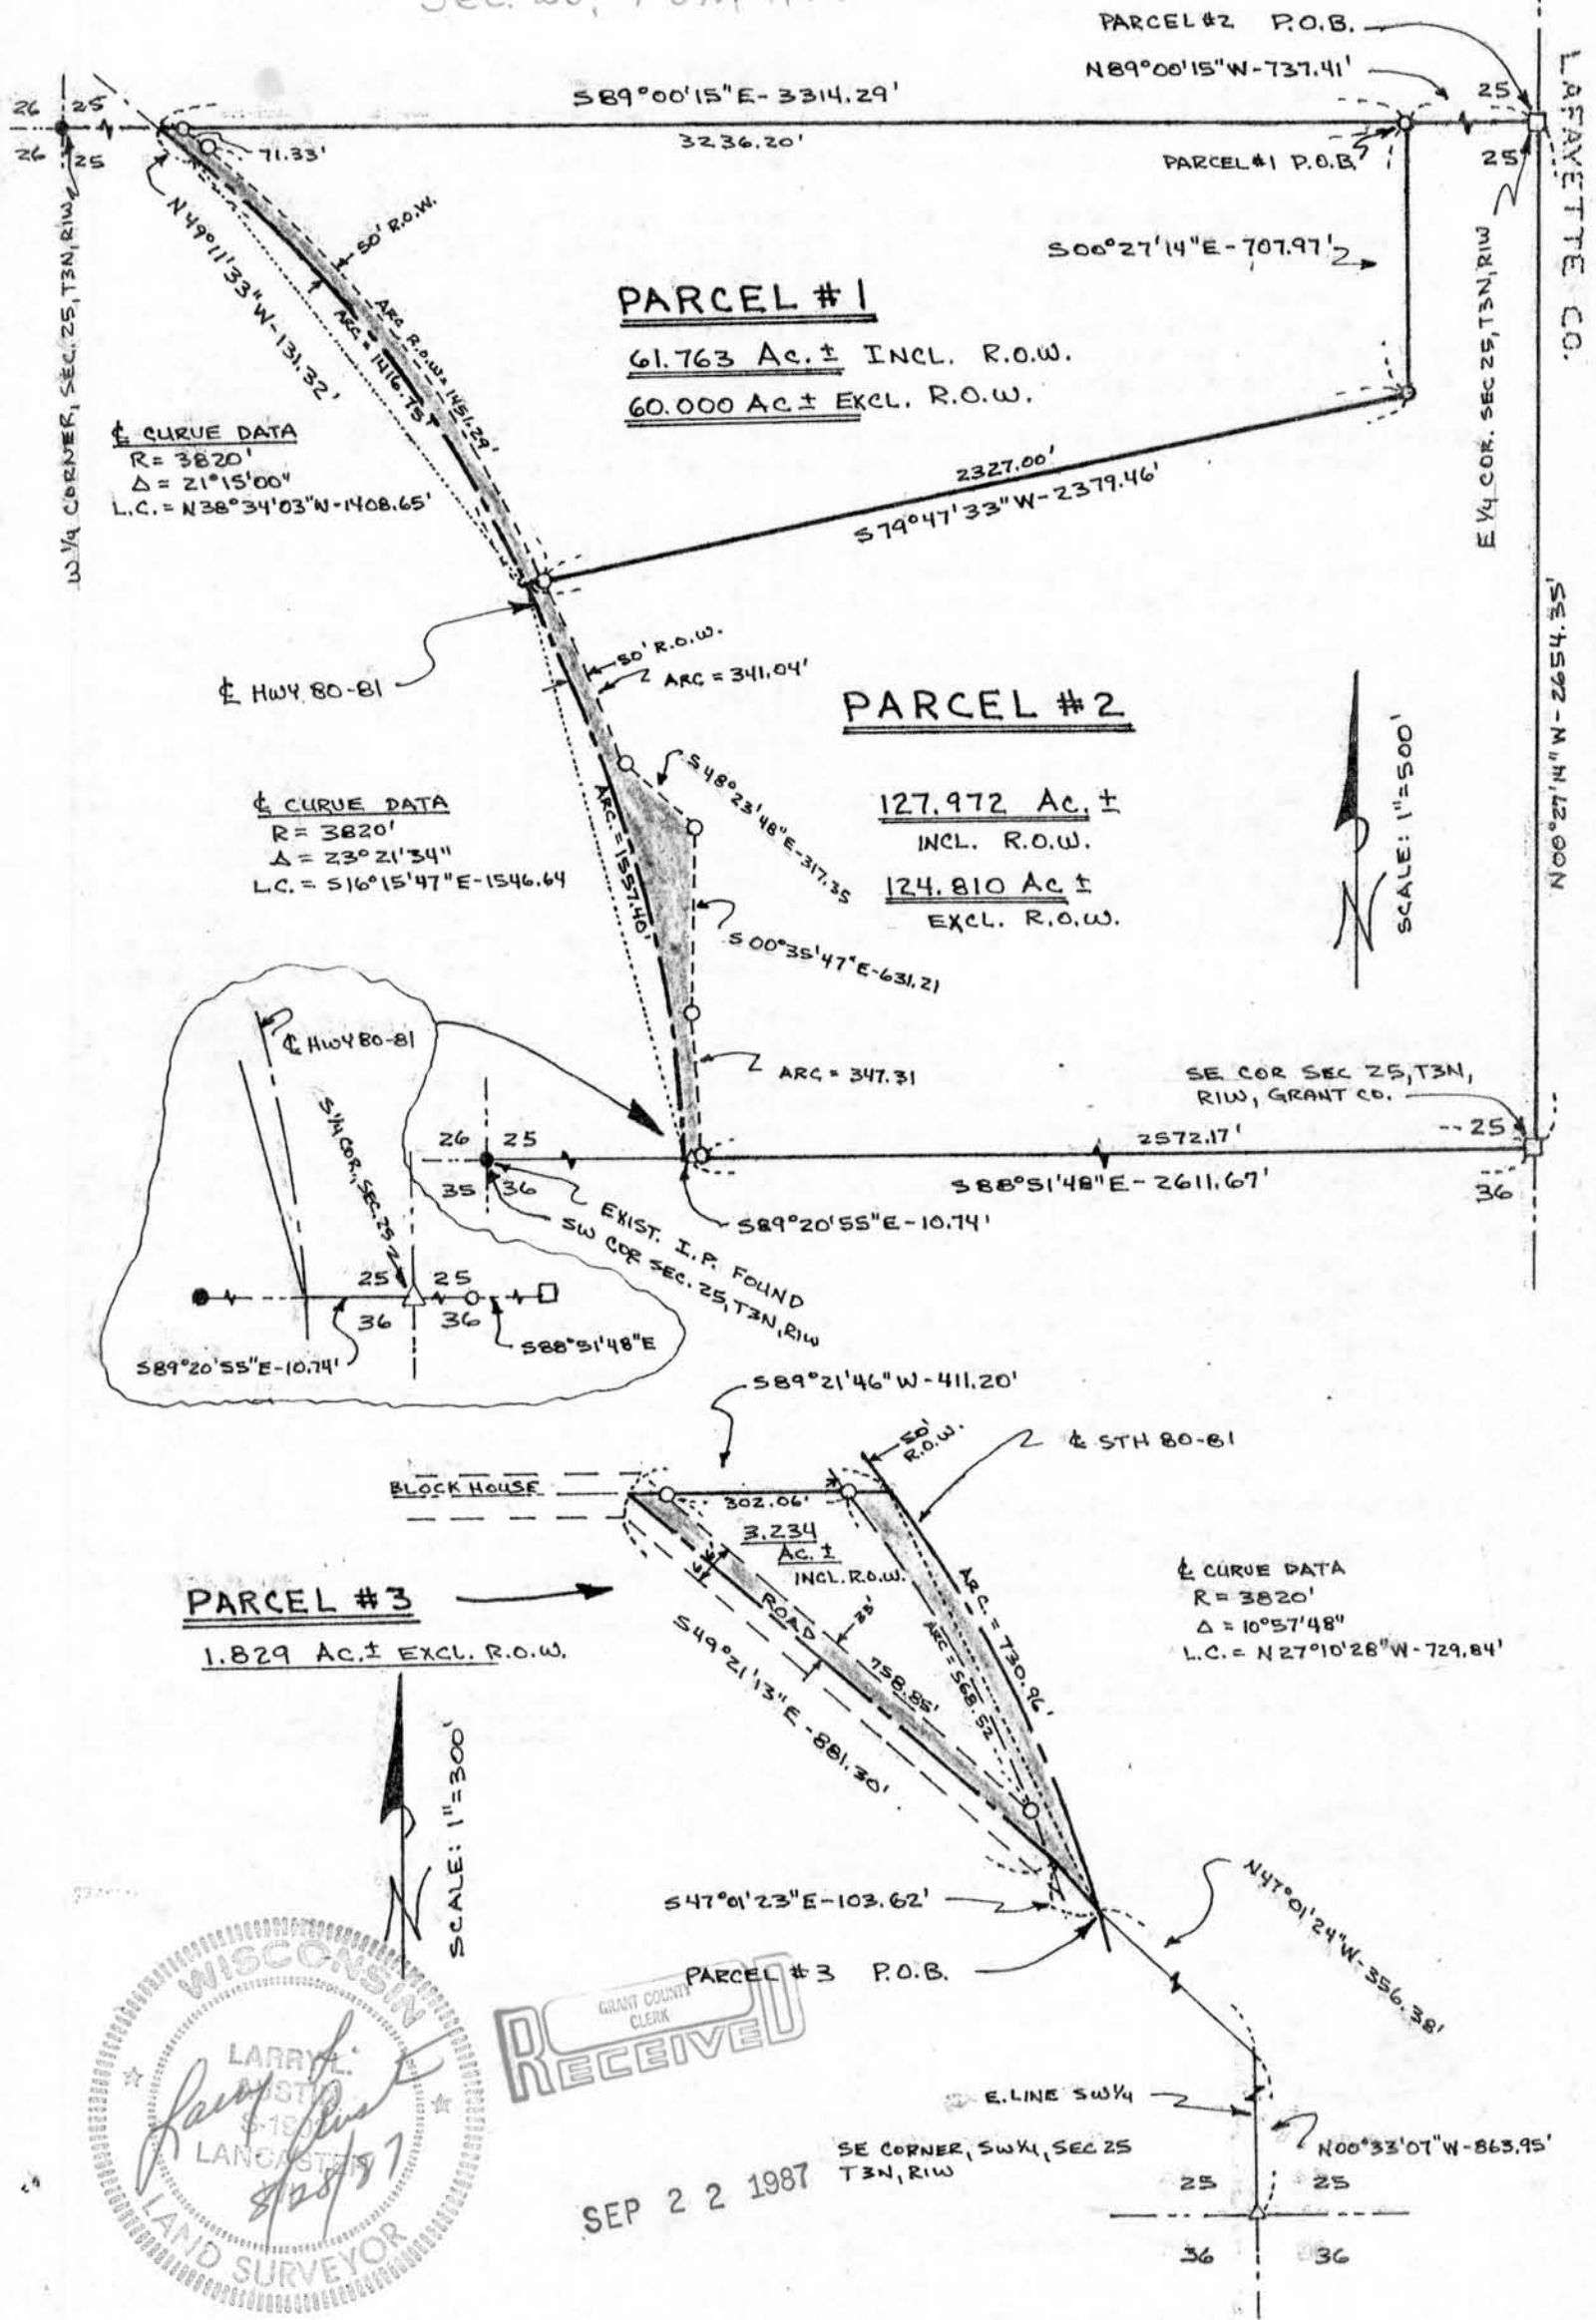 PARCEL #2 P.O.B.
N89°00'15"W-737.41'
LAFAYETTE CO.
26 25
26 25
S89°00'15"E-3314.29'
3236.20'
25
25
71.33'
PARCEL #1 P.O.B.
W 1/4 CORNER, SEC. 25, T3N, R1W
N49°11'33"W-131.32'
50' R.O.W.
ARC R.O.W.= 1451.29'
ARC = 1416.75'
S00°27'14"E-707.97'
E 1/4 COR. SEC 25, T3N, R1W
PARCEL #1
61.763 Ac.± INCL. R.O.W.
60.000 Ac± EXCL. R.O.W.
℄ CURVE DATA
R= 3820'
Δ = 21°15'00"
L.C. = N38°34'03"W-1408.65'
2327.00'
S79°47'33"W-2379.46'
N00°27'14"W-2654.35'
℄ HWY 80-81
50' R.O.W.
ARC = 341.04'
PARCEL #2
SCALE: 1"=500'
N
℄ CURVE DATA
R= 3820'
Δ = 23°21'34"
L.C. = S16°15'47"E-1546.64
ARC. = 1557.40'
S48°23'48"E-317.35
127.972 Ac.±
INCL. R.O.W.
124.810 Ac±
EXCL. R.O.W.
S00°35'47"E-631.21
℄ HWY 80-81
S 1/4 COR, SEC. 25
ARC = 347.31
SE COR SEC 25, T3N,
R1W, GRANT CO.
26 25
35 36
2572.17'
25
36
S88°51'48"E-2611.67'
S89°20'55"E-10.74'
EXIST. I.P. FOUND
SW COR SEC. 25, T3N, R1W
25 25
36 36
S89°20'55"E-10.74'
S88°51'48"E
S89°21'46"W-411.20'
50'
R.O.W.
℄ STH 80-81
BLOCK HOUSE
302.06'
3.234
Ac.±
INCL. R.O.W.
ROAD
35'
PARCEL #3
1.829 Ac.± EXCL. R.O.W.
S49°21'13"E-881.30'
758.85'
ARC = 568.52
ARC. = 730.96'
℄ CURVE DATA
R= 3820'
Δ = 10°57'48"
L.C. = N27°10'28"W-729.84'
SCALE: 1"=300'
N
S47°01'23"E-103.62'
PARCEL #3 P.O.B.
N47°01'24"W-356.38'
WISCONSIN
LARRY L.
AUSTIN
LANCASTER
LAND SURVEYOR
8/28/87
GRANT COUNTY
CLERK
RECEIVED
SEP 22 1987
E. LINE SW1/4
SE CORNER, SW1/4, SEC 25
T3N, R1W
N00°33'07"W-863.95'
25 25
36 36